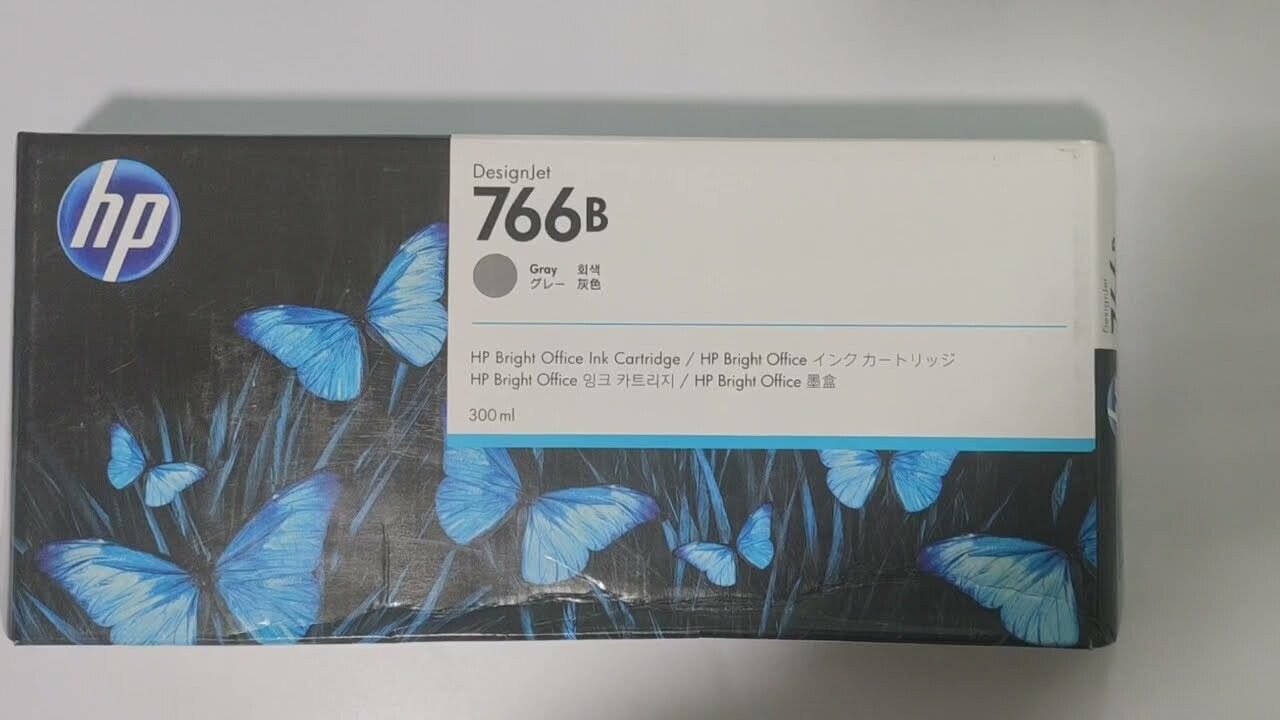 hp
DesignJet
766B
Gray 회색
グレー 灰色
HP Bright Office Ink Cartridge / HP Bright Office インク カートリッジ
HP Bright Office 잉크 카트리지 / HP Bright Office 墨盒
300 ml
DesignJet